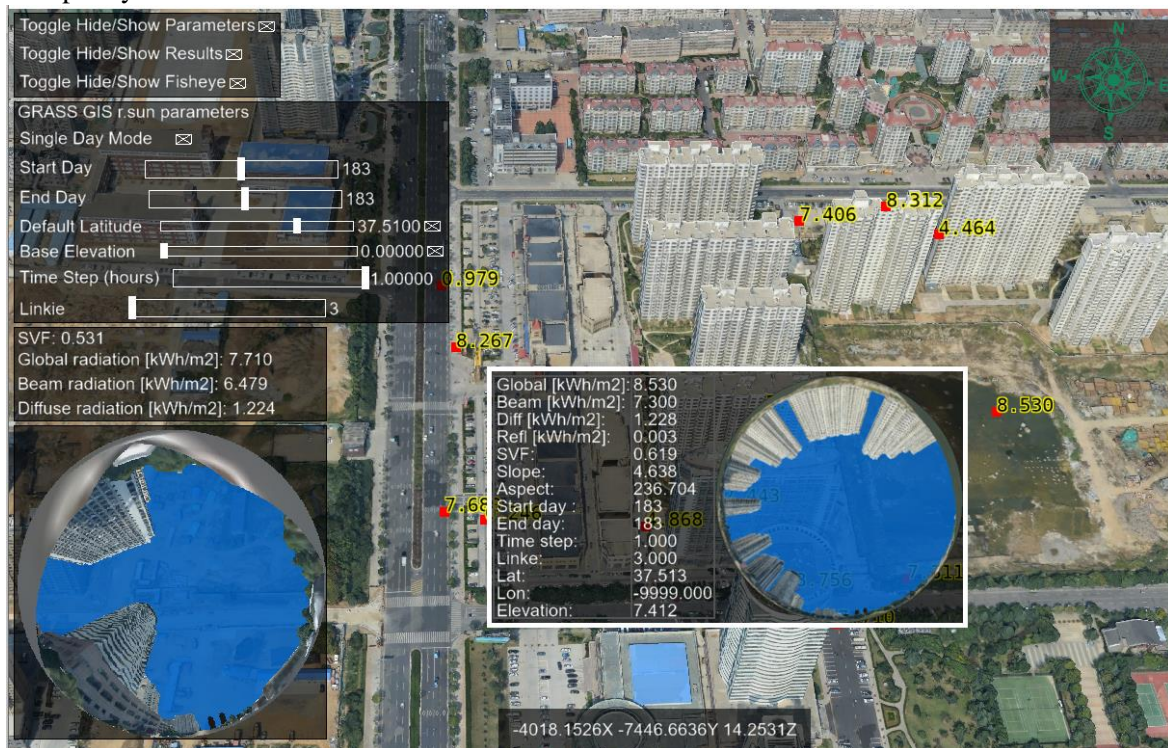 Toggle Hide/Show Parameters
Toggle Hide/Show Results
Toggle Hide/Show Fisheye
GRASS GIS r.sun parameters
Single Day Mode
Start Day 183
End Day 183
Default Latitude 37.5100
Base Elevation 0.00000
Time Step (hours) 1.00000
Linkie 3
SVF: 0.531
Global radiation [kWh/m2]: 7.710
Beam radiation [kWh/m2]: 6.479
Diffuse radiation [kWh/m2]: 1.224
N
W
E
S
7.406
8.312
4.464
0.979
8.267
8.530
Global [kWh/m2]: 8.530
Beam [kWh/m2]: 7.300
Diff [kWh/m2]: 1.228
Refl [kWh/m2]: 0.003
SVF: 0.619
Slope: 4.638
Aspect: 236.704
Start day : 183
End day: 183
Time step: 1.000
Linke: 3.000
Lat: 37.513
Lon: -9999.000
Elevation: 7.412
-4018.1526X -7446.6636Y 14.2531Z